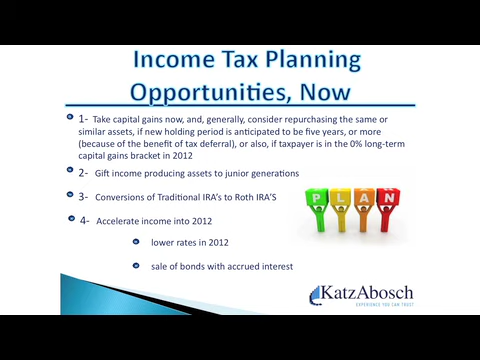 Income Tax Planning
Opportunities, Now
1- Take capital gains now, and, generally, consider repurchasing the same or
similar assets, if new holding period is anticipated to be five years, or more
(because of the benefit of tax deferral), or also, if taxpayer is in the 0% long-term
capital gains bracket in 2012
2- Gift income producing assets to junior generations
3- Conversions of Traditional IRA's to Roth IRA'S
PLAN
4- Accelerate income into 2012
lower rates in 2012
sale of bonds with accrued interest
KatzAbosch
EXPERIENCE YOU CAN TRUST